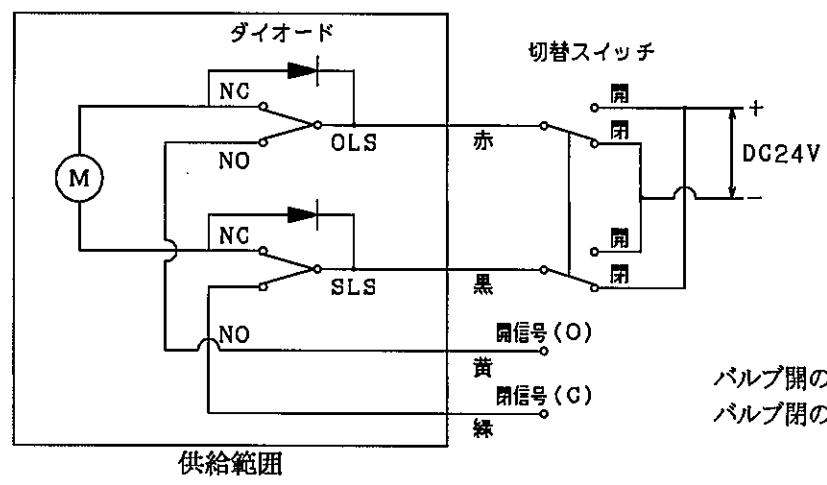 ダイオード
切替スイッチ
NC
開
+
NO
OLS
赤
閉
DC24V
M
-
NC
開
SLS
黒
閉
NO
開信号(O)
黄
バルブ開の
閉信号(C)
バルブ閉の
緑
供給範囲